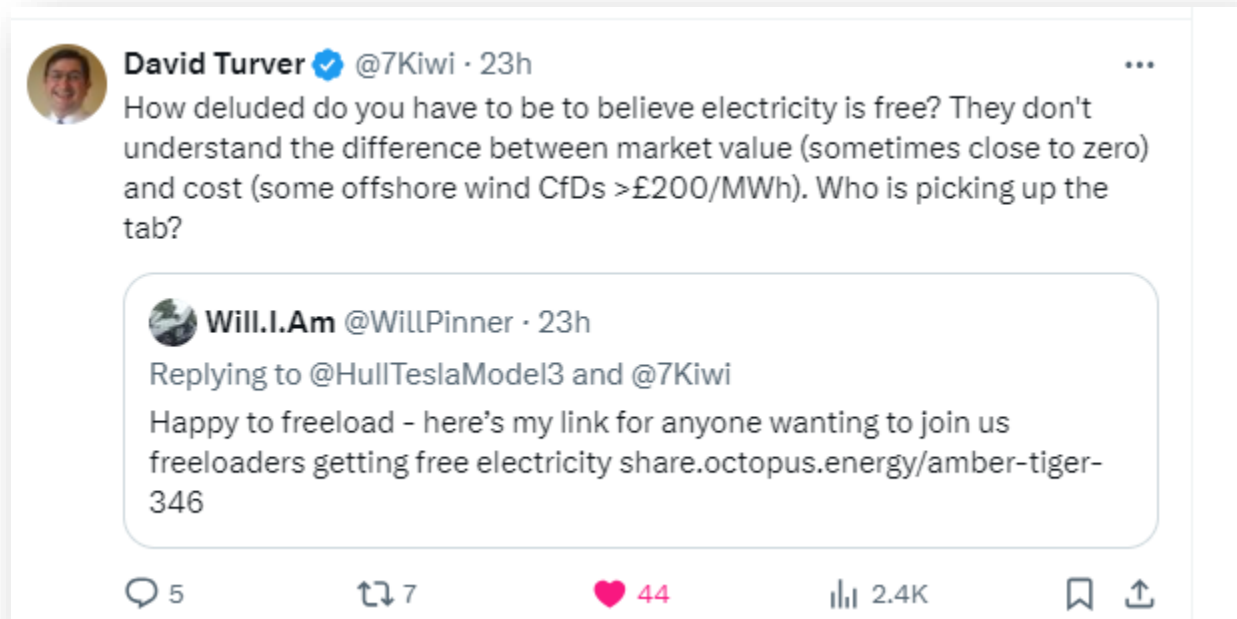 David Turver @7Kiwi · 23h
How deluded do you have to be to believe electricity is free? They don't
understand the difference between market value (sometimes close to zero)
and cost (some offshore wind CfDs >£200/MWh). Who is picking up the
tab?
Will.I.Am @WillPinner · 23h
Replying to @HullTeslaModel3 and @7Kiwi
Happy to freeload – here’s my link for anyone wanting to join us
freeloaders getting free electricity share.octopus.energy/amber-tiger-
346
5 7 44 2.4K